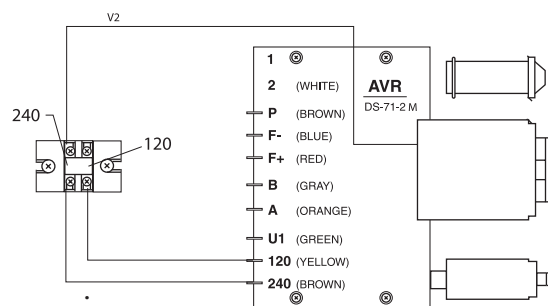 V2
1
2 (WHITE)
AVR
DS-71-2 M
P (BROWN)
F- (BLUE)
F+ (RED)
B (GRAY)
A (ORANGE)
U1 (GREEN)
120 (YELLOW)
240 (BROWN)
240
120